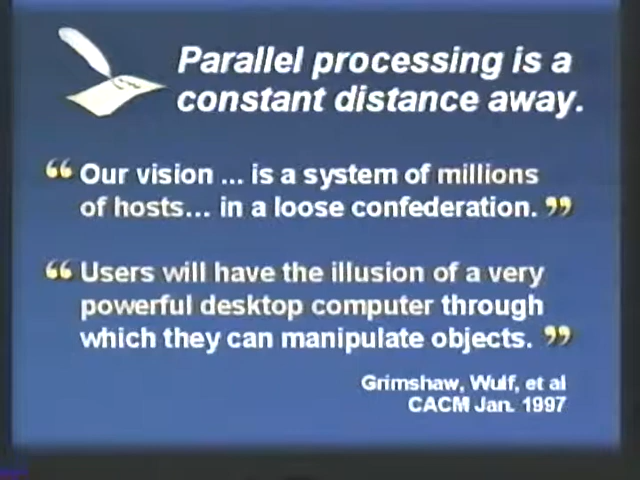 Parallel processing is a
constant distance away.
“ Our vision ... is a system of millions
of hosts... in a loose confederation. ”
“ Users will have the illusion of a very
powerful desktop computer through
which they can manipulate objects. ”
Grimshaw, Wulf, et al
CACM Jan. 1997